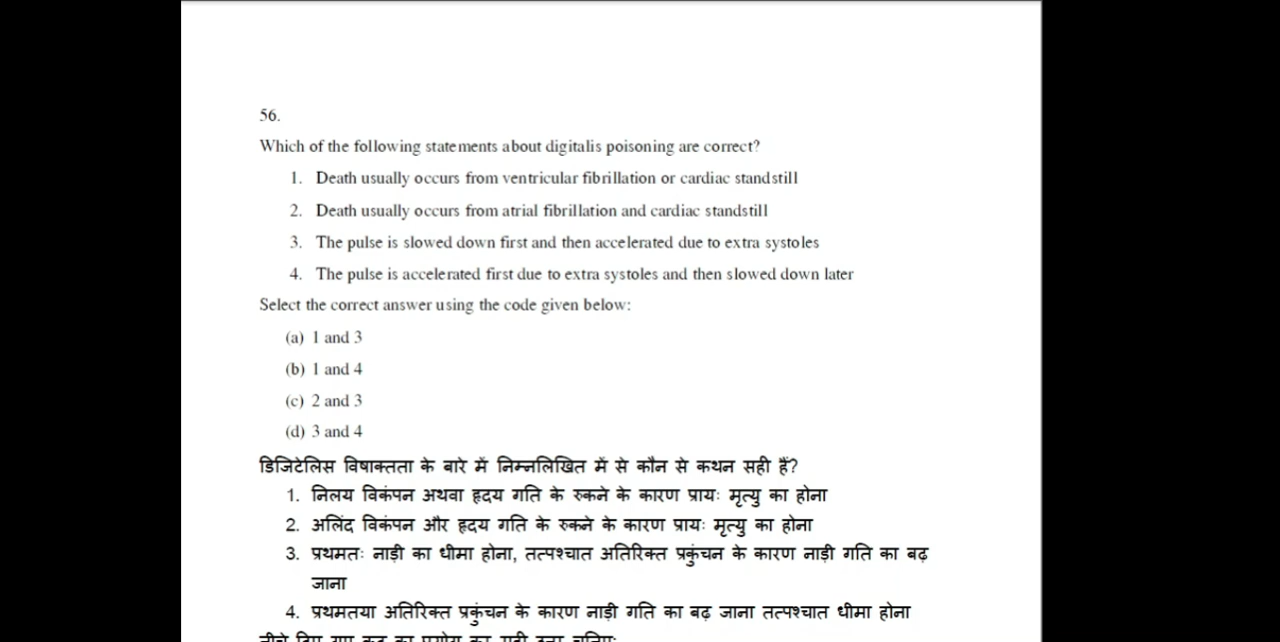 56.
Which of the following statements about digitalis poisoning are correct?
1. Death usually occurs from ventricular fibrillation or cardiac standstill
2. Death usually occurs from atrial fibrillation and cardiac standstill
3. The pulse is slowed down first and then accelerated due to extra systoles
4. The pulse is accelerated first due to extra systoles and then slowed down later
Select the correct answer using the code given below:
(a) 1 and 3
(b) 1 and 4
(c) 2 and 3
(d) 3 and 4
डिजिटेलिस विषाक्तता के बारे में निम्नलिखित में से कौन से कथन सही हैं?
1. निलय विकंपन अथवा हृदय गति के रुकने के कारण प्रायः मृत्यु का होना
2. अलिंद विकंपन और हृदय गति के रुकने के कारण प्रायः मृत्यु का होना
3. प्रथमतः नाड़ी का धीमा होना, तत्पश्चात अतिरिक्त प्रकुंचन के कारण नाड़ी गति का बढ़
जाना
4. प्रथमतया अतिरिक्त प्रकुंचन के कारण नाड़ी गति का बढ़ जाना तत्पश्चात धीमा होना